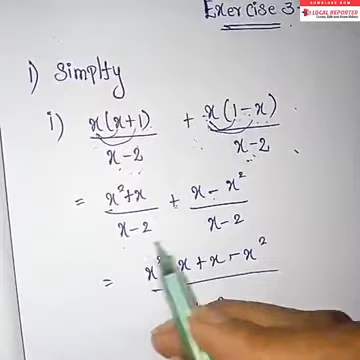 Exercise 3
LOCAL REPORTER
1) Simplify
i) x(x+1)/x-2 + x(1-x)/x-2
= x²+x/x-2 + x-x²/x-2
= x + x - x²